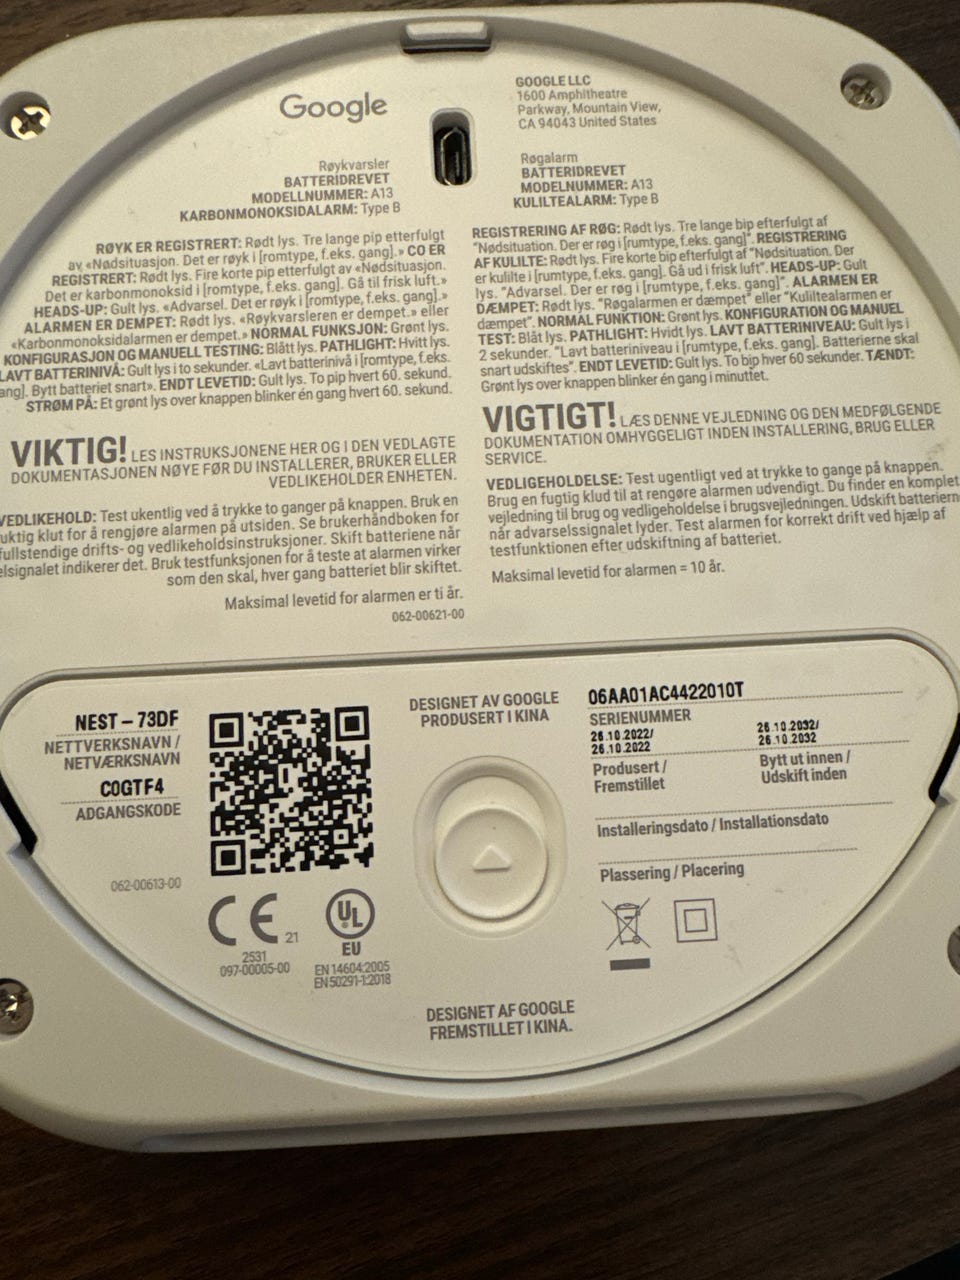 Google
Røykvarsler
BATTERIDREVET
MODELLNUMMER: A13
KARBONMONOKSIDALARM: Type B
RØYK ER REGISTRERT: Rødt lys. Tre lange pip etterfulgt
av «Nødsituasjon. Det er røyk i [romtype, f.eks. gang].» CO ER
REGISTRERT: Rødt lys. Fire korte pip etterfulgt av «Nødsituasjon.
Det er karbonmonoksid i [romtype, f.eks. gang]. Gå til frisk luft.»
HEADS-UP: Gult lys. «Advarsel. Det er røyk i [romtype, f.eks. gang].»
ALARMEN ER DEMPET: Rødt lys. «Røykvarsleren er dempet.» eller
«Karbonmonoksidalarmen er dempet.» NORMAL FUNKSJON: Grønt lys.
KONFIGURASJON OG MANUELL TESTING: Blått lys. PATHLIGHT: Hvitt lys.
LAVT BATTERINIVÅ: Gult lys i to sekunder. «Lavt batterinivå i [romtype, f.eks.
ang]. Bytt batteriet snart». ENDT LEVETID: Gult lys. To pip hvert 60. sekund.
STRØM PÅ: Et grønt lys over knappen blinker én gang hvert 60. sekund.
VIKTIG! LES INSTRUKSJONENE HER OG I DEN VEDLAGTE
DOKUMENTASJONEN NØYE FØR DU INSTALLERER, BRUKER ELLER
VEDLIKEHOLDER ENHETEN.
VEDLIKEHOLD: Test ukentlig ved å trykke to ganger på knappen. Bruk en
uktig klut for å rengjøre alarmen på utsiden. Se brukerhåndboken for
fullstendige drifts- og vedlikeholdsinstruksjoner. Skift batteriene når
elsignalet indikerer det. Bruk testfunksjonen for å teste at alarmen virker
som den skal, hver gang batteriet blir skiftet.
Maksimal levetid for alarmen er ti år.
062-00621-00
GOOGLE LLC
1600 Amphitheatre
Parkway, Mountain View,
CA 94043 United States
Røgalarm
BATTERIDREVET
MODELNUMMER: A13
KULILTEALARM: Type B
REGISTRERING AF RØG: Rødt lys. Tre lange bip efterfulgt af
"Nødsituation. Der er røg i [rumtype, f.eks. gang]". REGISTRERING
AF KULILTE: Rødt lys. Fire korte bip efterfulgt af "Nødsituation. Der
er kulilte i [rumtype, f.eks. gang]. Gå ud i frisk luft". HEADS-UP: Gult
lys. "Advarsel. Der er røg i [rumtype, f.eks. gang]". ALARMEN ER
DÆMPET: Rødt lys. "Røgalarmen er dæmpet" eller "Kuliltealarmen er
dæmpet". NORMAL FUNKTION: Grønt lys. KONFIGURATION OG MANUEL
TEST: Blåt lys. PATHLIGHT: Hvidt lys. LAVT BATTERINIVEAU: Gult lys i
2 sekunder. "Lavt batteriniveau i [rumtype, f.eks. gang]. Batterierne skal
snart udskiftes". ENDT LEVETID: Gult lys. To bip hver 60 sekunder. TÆNDT:
Grønt lys over knappen blinker én gang i minuttet.
VIGTIGT! LÆS DENNE VEJLEDNING OG DEN MEDFØLGENDE
DOKUMENTATION OMHYGGELIGT INDEN INSTALLERING, BRUG ELLER
SERVICE.
VEDLIGEHOLDELSE: Test ugentligt ved at trykke to gange på knappen.
Brug en fugtig klud til at rengøre alarmen udvendigt. Du finder en komplet
vejledning til brug og vedligeholdelse i brugsvejledningen. Udskift batteriern
når advarselssignalet lyder. Test alarmen for korrekt drift ved hjælp af
testfunktionen efter udskiftning af batteriet.
Maksimal levetid for alarmen = 10 år.
NEST – 73DF
NETTVERKSNAVN /
NETVÆRKSNAVN
C0GTF4
ADGANGSKODE
062-00613-00
CE 21
2531
097-00005-00
UL
EU
EN 14604:2005
EN 50291-1:2018
DESIGNET AV GOOGLE
PRODUSERT I KINA
DESIGNET AF GOOGLE
FREMSTILLET I KINA.
06AA01AC4422010T
SERIENUMMER
26.10.2022/
26.10.2022
Produsert /
Fremstillet
26.10.2032/
26.10.2032
Bytt ut innen /
Udskift inden
Installeringsdato / Installationsdato
Plassering / Placering